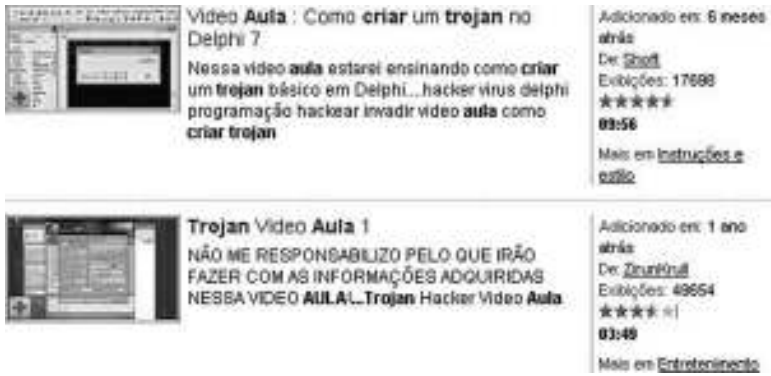 Video Aula : Como criar um trojan no
Delphi 7
Nessa video aula estarei ensinando como criar
um trojan básico em Delphi...hacker virus delphi
programação hackear invadir video aula como
criar trojan
Adicionado em: 6 meses
atrás
De: Shoft
Exibições: 17698
09:56
Mais em Instruções e
estilo
Trojan Video Aula 1
NÃO ME RESPONSABILIZO PELO QUE IRÃO
FAZER COM AS INFORMAÇÕES ADQUIRIDAS
NESSA VIDEO AULA!...Trojan Hacker Video Aula
Adicionado em: 1 ano
atrás
De: ZirunKrull
Exibições: 49654
03:49
Mais em Entretenimento